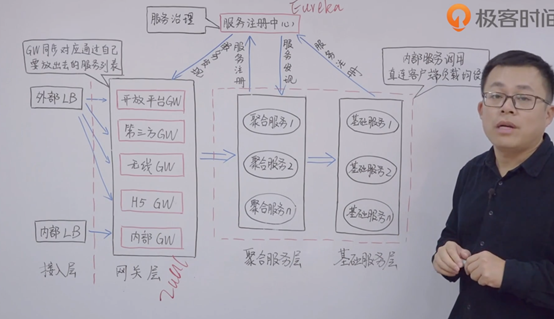 Eureka
极客时间
服务治理
服务注册中心
GW同步对应通过自己
要放出去的服务列表
服务注册
服务发现
服务注册
内部服务调用
直连客户端负载均衡
外部LB
内部LB
开放平台GW
第三方GW
无线GW
H5 GW
内部GW
聚合服务1
聚合服务2
聚合服务n
基础服务1
基础服务2
基础服务n
接入层
网关层
Zuul
聚合服务层
基础服务层